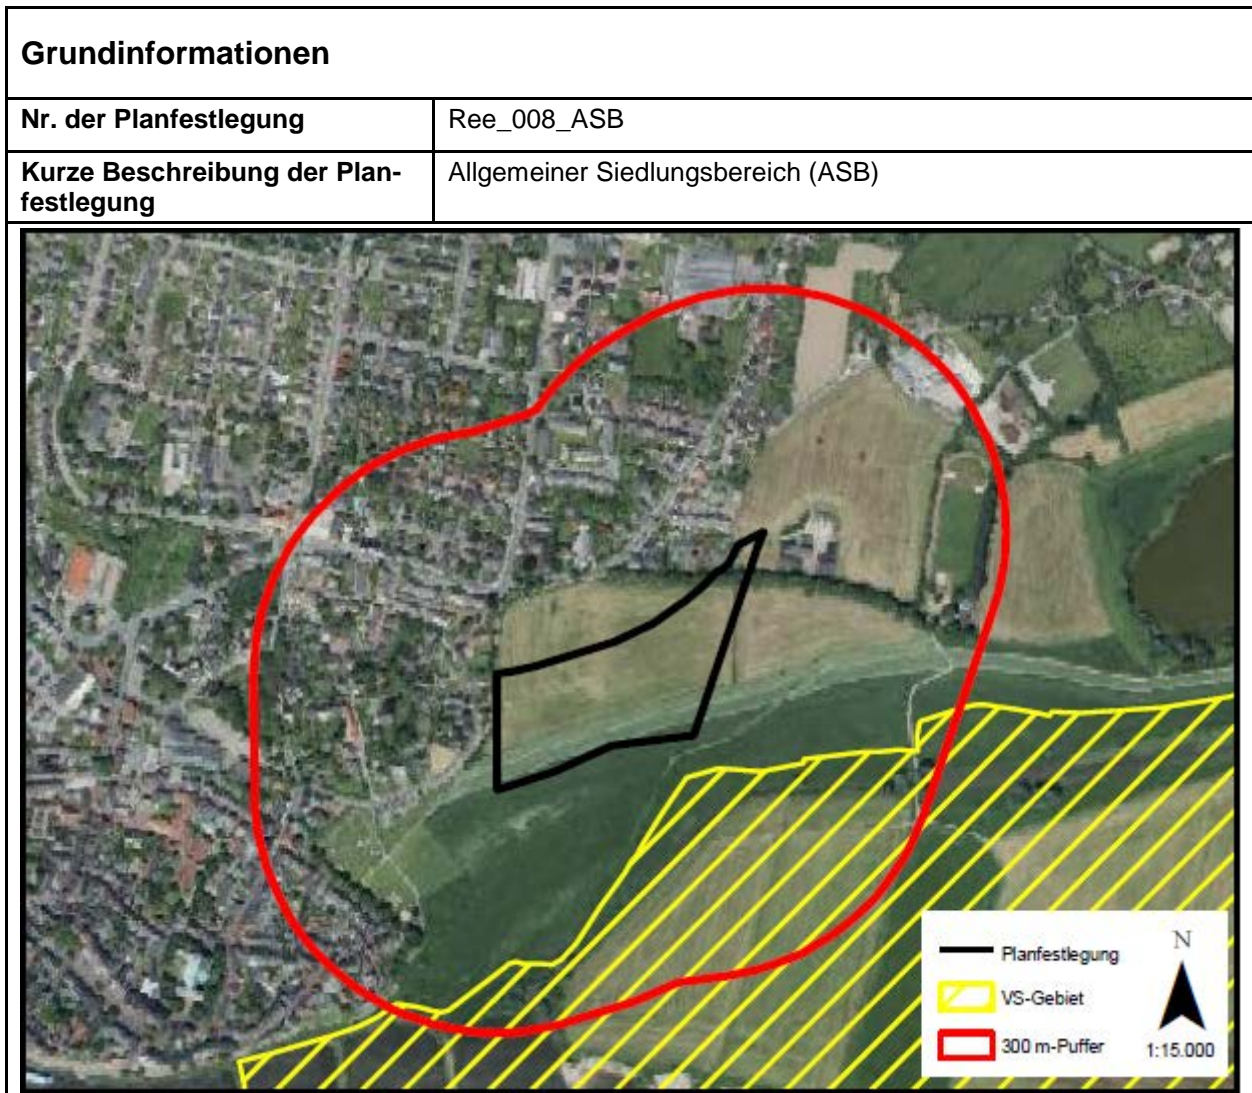 Grundinformationen
Nr. der Planfestlegung
Ree_008_ASB
Kurze Beschreibung der Plan-
festlegung
Allgemeiner Siedlungsbereich (ASB)
Planfestlegung
VS-Gebiet
300 m-Puffer
N
1:15.000